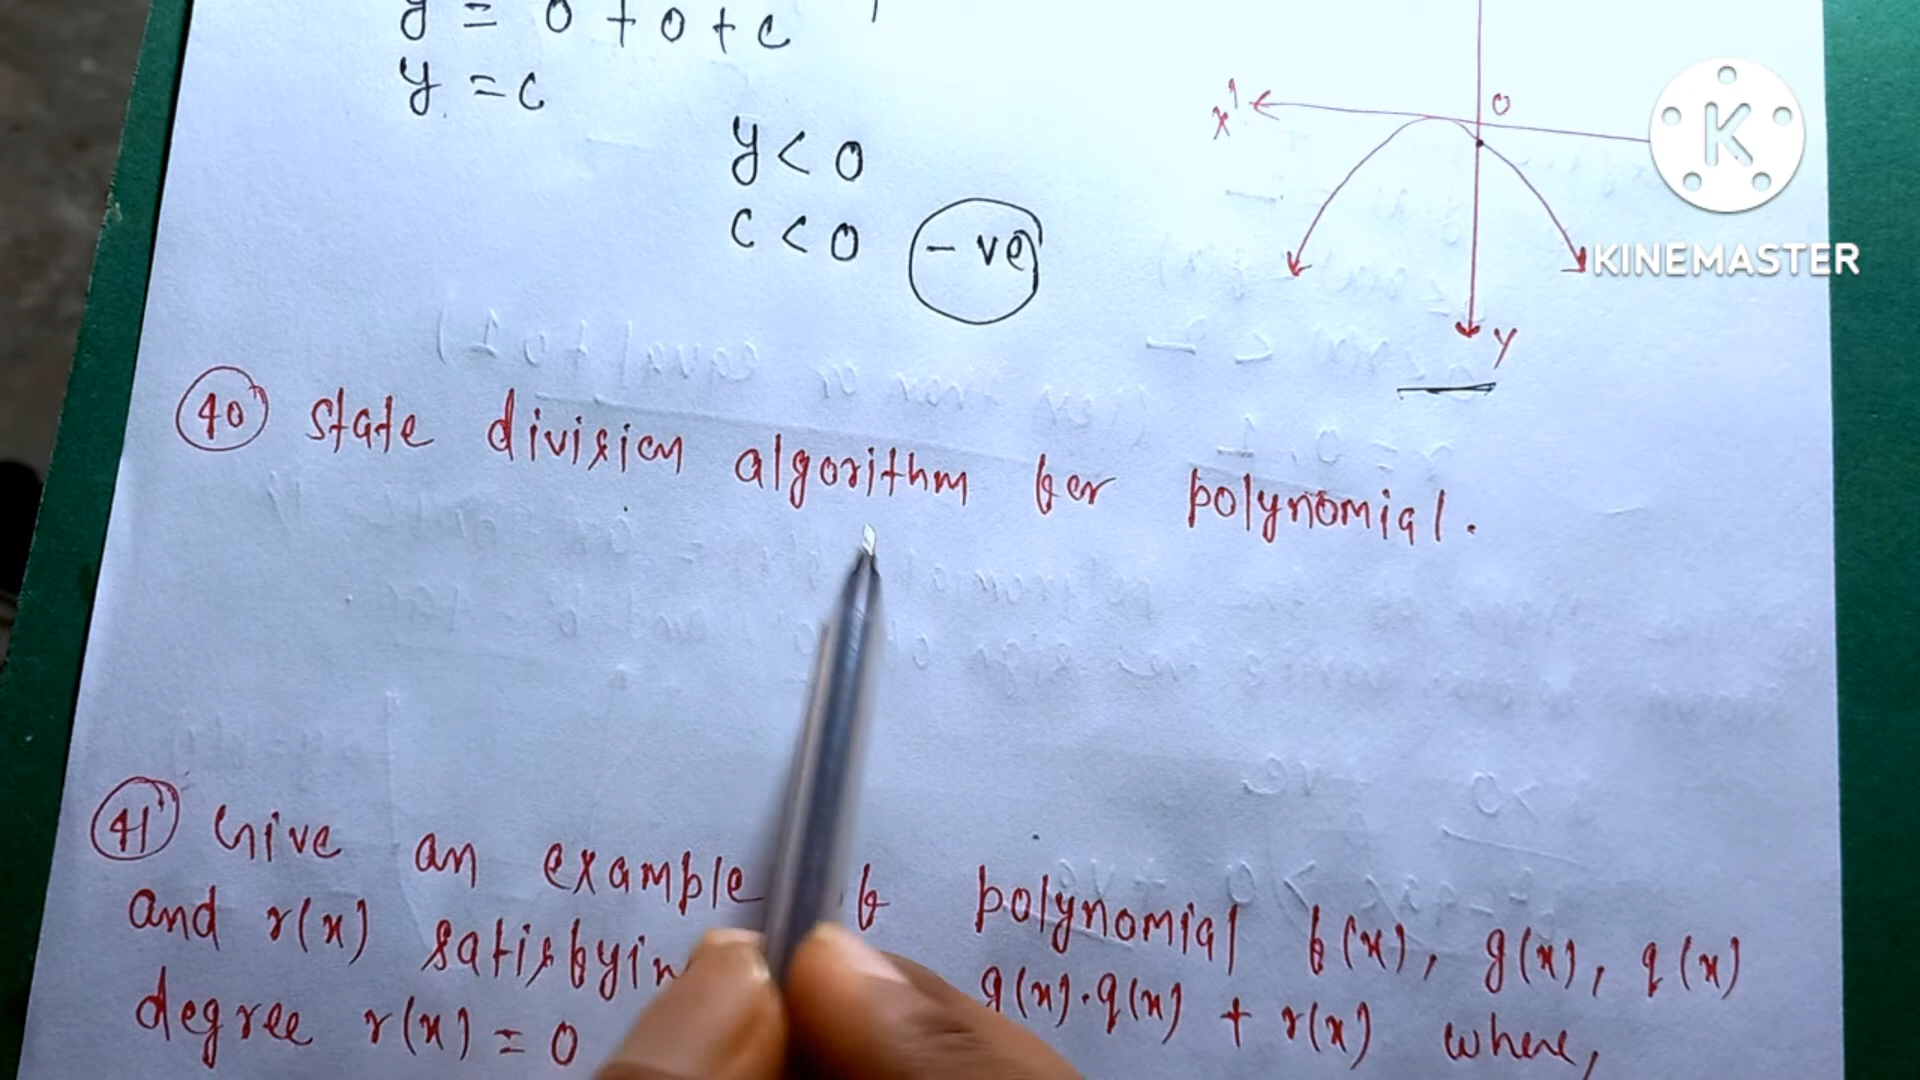 y = 0 + 0 + c
y = c
y < 0
c < 0 - ve
x' O
y
K
KINEMASTER
40 State division algorithm for polynomial.
41 Give an example polynomial f(x), g(x), q(x)
and r(x) satisfyin g(x).q(x) + r(x) where,
degree r(x) = 0